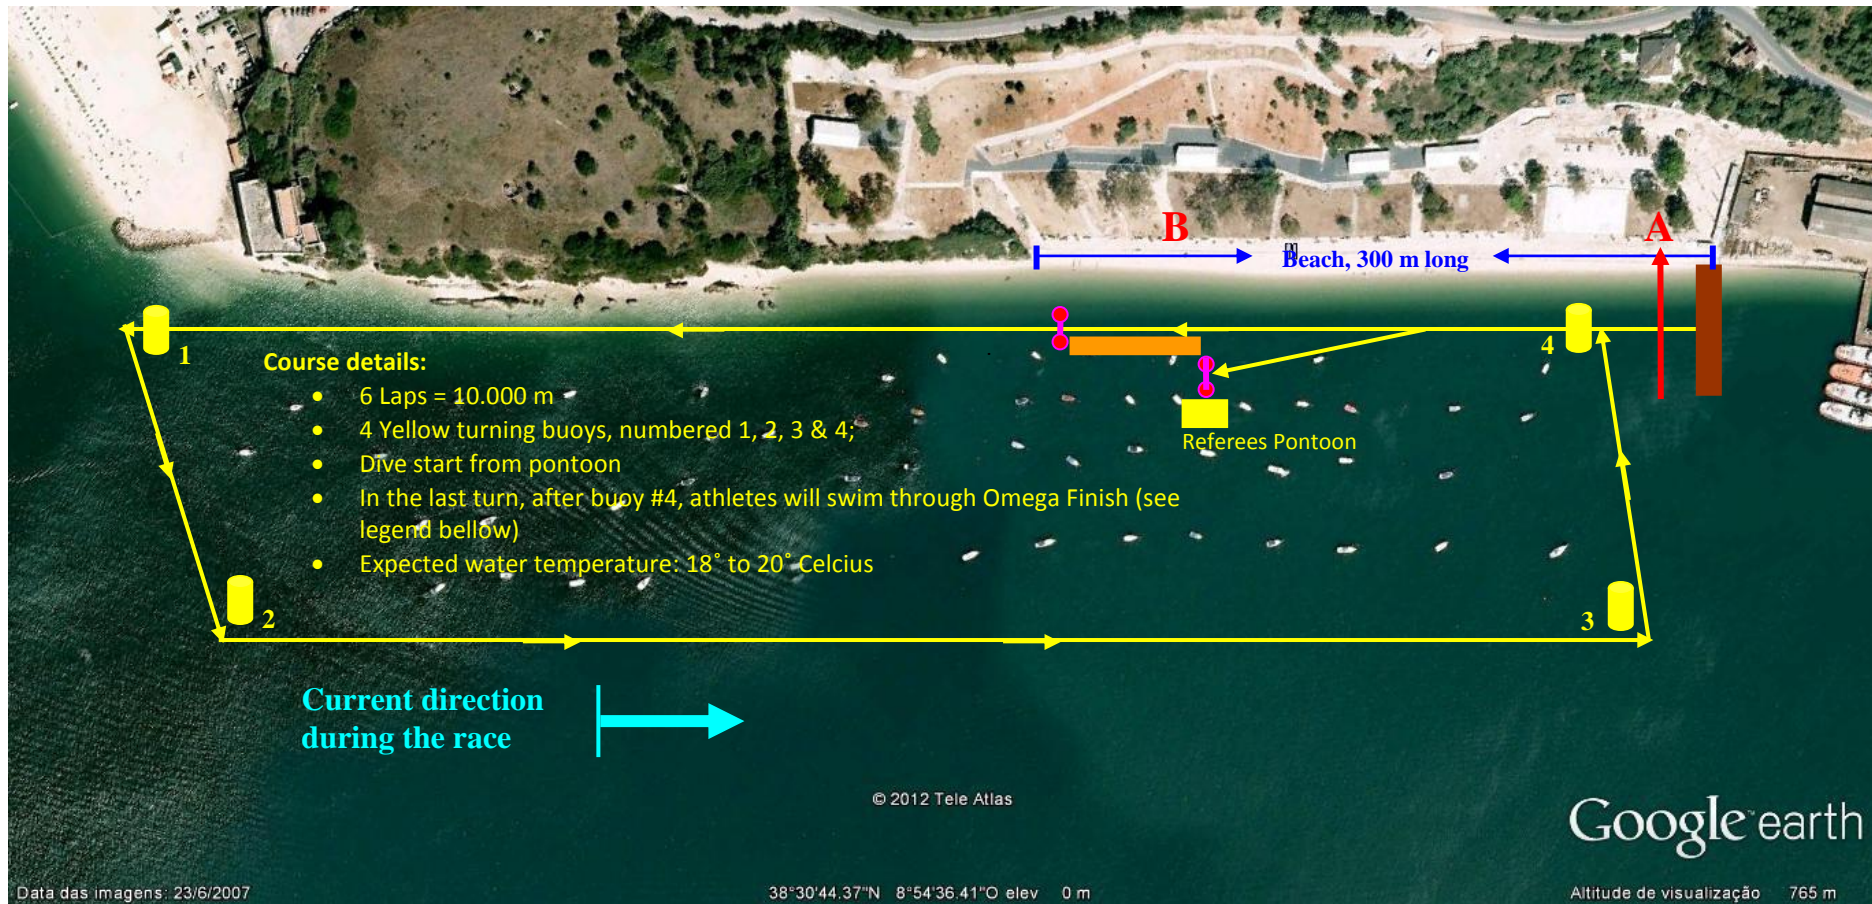 B
A
Beach, 300 m long
1
4
Course details:
• 6 Laps = 10.000 m
• 4 Yellow turning buoys, numbered 1, 2, 3 & 4;
• Dive start from pontoon
• In the last turn, after buoy #4, athletes will swim through Omega Finish (see
legend bellow)
• Expected water temperature: 18˚ to 20˚ Celcius
Referees Pontoon
2
3
Current direction
during the race
© 2012 Tele Atlas
Google earth
Data das imagens: 23/6/2007
38°30'44.37"N 8°54'36.41"O elev 0 m
Altitude de visualização 765 m